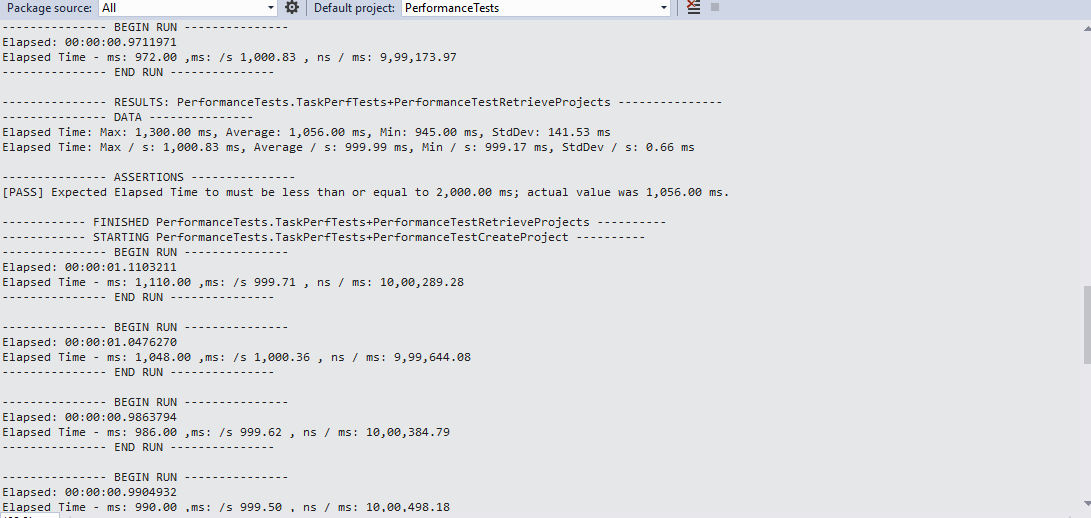 Package source: All Default project: PerformanceTests
--------------- BEGIN RUN ---------------
Elapsed: 00:00:00.9711971
Elapsed Time - ms: 972.00 ,ms: /s 1,000.83 , ns / ms: 9,99,173.97
--------------- END RUN ---------------
--------------- RESULTS: PerformanceTests.TaskPerfTests+PerformanceTestRetrieveProjects ---------------
--------------- DATA ---------------
Elapsed Time: Max: 1,300.00 ms, Average: 1,056.00 ms, Min: 945.00 ms, StdDev: 141.53 ms
Elapsed Time: Max / s: 1,000.83 ms, Average / s: 999.99 ms, Min / s: 999.17 ms, StdDev / s: 0.66 ms
--------------- ASSERTIONS ---------------
[PASS] Expected Elapsed Time to must be less than or equal to 2,000.00 ms; actual value was 1,056.00 ms.
------------ FINISHED PerformanceTests.TaskPerfTests+PerformanceTestRetrieveProjects ----------
------------ STARTING PerformanceTests.TaskPerfTests+PerformanceTestCreateProject ----------
--------------- BEGIN RUN ---------------
Elapsed: 00:00:01.1103211
Elapsed Time - ms: 1,110.00 ,ms: /s 999.71 , ns / ms: 10,00,289.28
--------------- END RUN ---------------
--------------- BEGIN RUN ---------------
Elapsed: 00:00:01.0476270
Elapsed Time - ms: 1,048.00 ,ms: /s 1,000.36 , ns / ms: 9,99,644.08
--------------- END RUN ---------------
--------------- BEGIN RUN ---------------
Elapsed: 00:00:00.9863794
Elapsed Time - ms: 986.00 ,ms: /s 999.62 , ns / ms: 10,00,384.79
--------------- END RUN ---------------
--------------- BEGIN RUN ---------------
Elapsed: 00:00:00.9904932
Elapsed Time - ms: 990.00 ,ms: /s 999.50 , ns / ms: 10,00,498.18